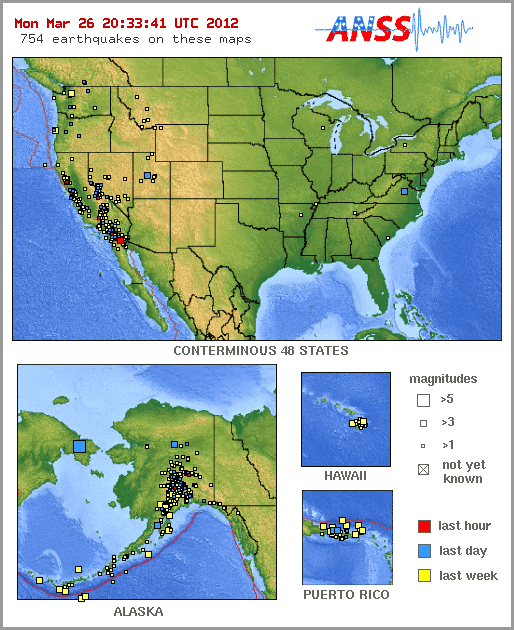 Mon Mar 26 20:33:41 UTC 2012
754 earthquakes on these maps
ANSS
CONTERMINOUS 48 STATES
magnitudes
>5
>3
>1
not yet
known
HAWAII
last hour
last day
last week
PUERTO RICO
ALASKA